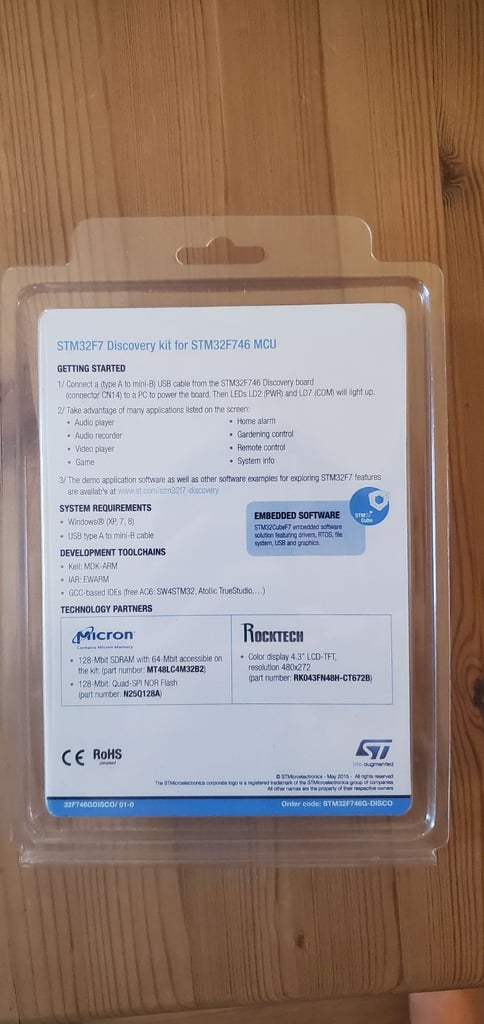 STM32F7 Discovery kit for STM32F746 MCU
GETTING STARTED
1/ Connect a (type A to mini-B) USB cable from the STM32F746 Discovery board
(connector CN14) to a PC to power the board. Then LEDs LD2 (PWR) and LD7 (COM) will light up.
2/ Take advantage of many applications listed on the screen:
• Audio player
• Audio recorder
• Video player
• Game
• Home alarm
• Gardening control
• Remote control
• System info
3/ The demo application software as well as other software examples for exploring STM32F7 features
are available at www.st.com/stm32f7-discovery
SYSTEM REQUIREMENTS
• Windows® (XP, 7, 8)
• USB type A to mini-B cable
EMBEDDED SOFTWARE
STM32CubeF7 embedded software
solution featuring drivers, RTOS, file
system, USB and graphics.
STM32
Cube
DEVELOPMENT TOOLCHAINS
• Keil: MDK-ARM
• IAR: EWARM
• GCC-based IDEs (free AC6: SW4STM32, Atollic TrueStudio,...)
TECHNOLOGY PARTNERS
Micron
Contains Micron Memory
• 128-Mbit SDRAM with 64-Mbit accessible on
the kit: (part number: MT48LC4M32B2)
• 128-Mbit: Quad-SPI NOR Flash
(part number: N25Q128A)
ROCKTECH
• Color display 4.3" LCD-TFT,
resolution 480x272
(part number: RK043FN48H-CT672B)
CE RoHS
compliant
ST
life.augmented
© STMicroelectronics - May 2015 - All rights reserved
The STMicroelectronics corporate logo is a registered trademark of the STMicroelectronics group of companies
All other names are the property of their respective owners
32F746GDISCO/ 01-0
Order code: STM32F746G-DISCO